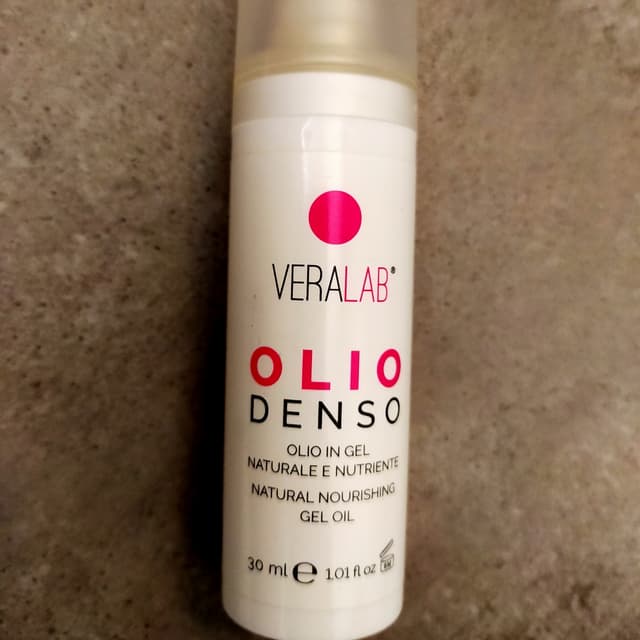 VERALAB®
OLIO
DENSO
OLIO IN GEL
NATURALE E NUTRIENTE
NATURAL NOURISHING
GEL OIL
30 ml ℮ 1.01 fl oz